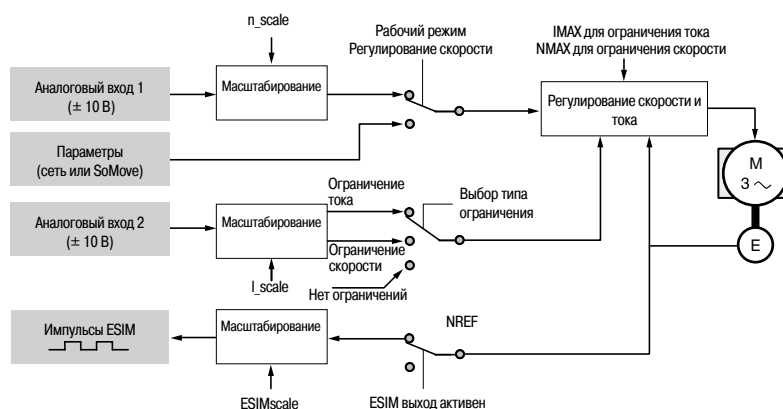 n_scale
Рабочий режим
Регулирование скорости
IMAX для ограничения тока
NMAX для ограничения скорости
Аналоговый вход 1
(± 10 В)
Масштабирование
Регулирование скорости и
тока
Параметры
(сеть или SoMove)
M
3 ~
Ограничение
тока
Выбор типа
ограничения
Аналоговый вход 2
(± 10 В)
Масштабирование
E
Ограничение
скорости
I_scale
Нет ограничений
Импульсы ESIM
Масштабирование
NREF
ESIMscale
ESIM выход активен